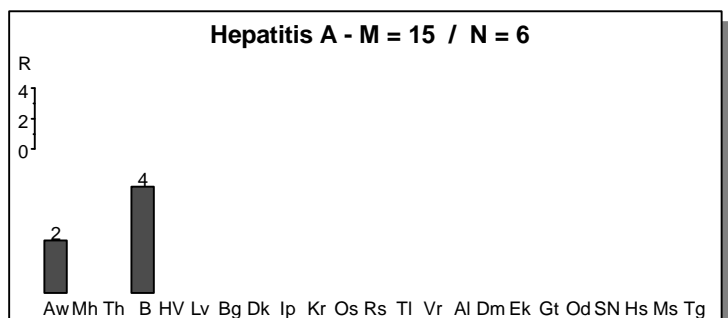 Hepatitis A - M = 15 / N = 6
R
4
2
0
4
2
Aw Mh Th B HV Lv Bg Dk Ip Kr Os Rs Tl Vr Al Dm Ek Gt Od SN Hs Ms Tg